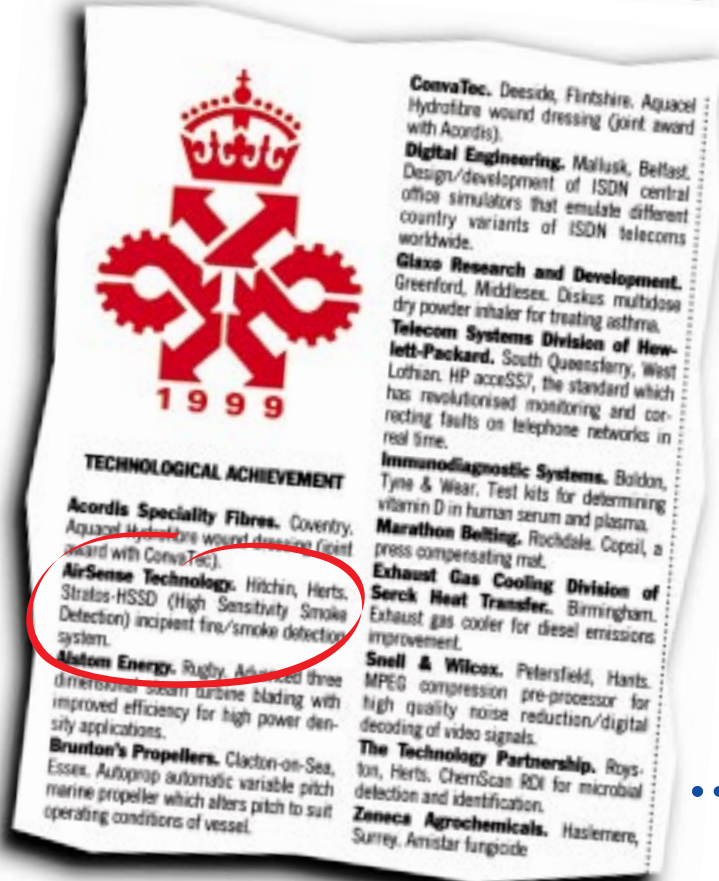 T
1999
TECHNOLOGICAL ACHIEVEMENT
Acordis Speciality Fibres. Coventry.
Aquacel Hydrofibre wound dressing (joint
award with ConvaTec).
AirSense Technology. Hitchin, Herts.
Stratos-HSSD (High Sensitivity Smoke
Detection) incipient fire/smoke detection
system.
Alstom Energy. Rugby. Advanced three
dimensional steam turbine blading with
improved efficiency for high power den-
sity applications.
Brunton's Propellers. Clacton-on-Sea,
Essex. Autoprop automatic variable pitch
marine propeller which alters pitch to suit
operating conditions of vessel.
ConvaTec. Deeside, Flintshire. Aquacel
Hydrofibre wound dressing (joint award
with Acordis).
Digital Engineering. Mallusk, Belfast.
Design/development of ISDN central
office simulators that emulate different
country variants of ISDN telecoms
worldwide.
Glaxo Research and Development.
Greenford, Middlesex. Diskus multidose
dry powder inhaler for treating asthma.
Telecom Systems Division of Hew-
lett-Packard. South Queensferry, West
Lothian. HP acceSS7, the standard which
has revolutionised monitoring and cor-
recting faults on telephone networks in
real time.
Immunodiagnostic Systems. Boldon,
Tyne & Wear. Test kits for determining
vitamin D in human serum and plasma.
Marathon Belting. Rochdale. Copsil, a
press compensating mat.
Exhaust Gas Cooling Division of
Serck Heat Transfer. Birmingham.
Exhaust gas cooler for diesel emissions
improvement.
Snell & Wilcox. Petersfield, Hants.
MPEG compression pre-processor for
high quality noise reduction/digital
decoding of video signals.
The Technology Partnership. Roys-
ton, Herts. ChemScan RDI for microbial
detection and identification.
Zeneca Agrochemicals. Haslemere,
Surrey. Amistar fungicide